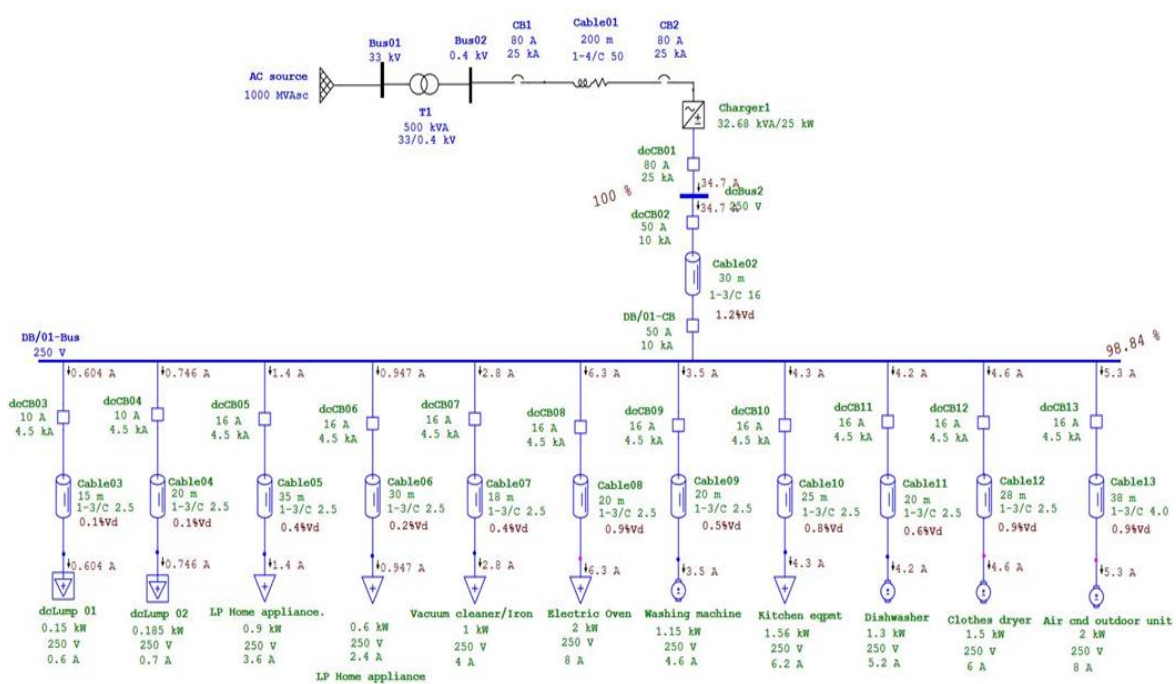 AC source
1000 MVAsc
Bus01
33 kV
T1
500 kVA
33/0.4 kV
Bus02
0.4 kV
CB1
80 A
25 kA
Cable01
200 m
1-4/C 50
CB2
80 A
25 kA
Charger1
32.68 kVA/25 kW
dcCB01
80 A
25 kA
34.7 A
100 %
dcBus2
34.7 A
250 V
dcCB02
50 A
10 kA
Cable02
30 m
1-3/C 16
1.2%Vd
DB/01-CB
50 A
10 kA
DB/01-Bus
250 V
98.84 %
0.604 A
0.746 A
1.4 A
0.947 A
2.8 A
6.3 A
3.5 A
4.3 A
4.2 A
4.6 A
5.3 A
dcCB03
10 A
4.5 kA
dcCB04
10 A
4.5 kA
dcCB05
16 A
4.5 kA
dcCB06
16 A
4.5 kA
dcCB07
16 A
4.5 kA
dcCB08
16 A
4.5 kA
dcCB09
16 A
4.5 kA
dcCB10
16 A
4.5 kA
dcCB11
16 A
4.5 kA
dcCB12
16 A
4.5 kA
dcCB13
16 A
4.5 kA
Cable03
15 m
1-3/C 2.5
0.1%Vd
Cable04
20 m
1-3/C 2.5
0.1%Vd
Cable05
35 m
1-3/C 2.5
0.4%Vd
Cable06
30 m
1-3/C 2.5
0.2%Vd
Cable07
18 m
1-3/C 2.5
0.4%Vd
Cable08
20 m
1-3/C 2.5
0.9%Vd
Cable09
20 m
1-3/C 2.5
0.5%Vd
Cable10
25 m
1-3/C 2.5
0.8%Vd
Cable11
20 m
1-3/C 2.5
0.6%Vd
Cable12
28 m
1-3/C 2.5
0.9%Vd
Cable13
38 m
1-3/C 4.0
0.9%Vd
0.604 A
0.746 A
1.4 A
0.947 A
2.8 A
6.3 A
3.5 A
4.3 A
4.2 A
4.6 A
5.3 A
dcLump 01
0.15 kW
250 V
0.6 A
dcLump 02
0.185 kW
250 V
0.7 A
LP Home appliance.
0.9 kW
250 V
3.6 A
0.6 kW
250 V
2.4 A
LP Home appliance
Vacuum cleaner/Iron
1 kW
250 V
4 A
Electric Oven
2 kW
250 V
8 A
Washing machine
1.15 kW
250 V
4.6 A
Kitchen eqpmt
1.56 kW
250 V
6.2 A
Dishwasher
1.3 kW
250 V
5.2 A
Clothes dryer
1.5 kW
250 V
6 A
Air cnd outdoor unit
2 kW
250 V
8 A